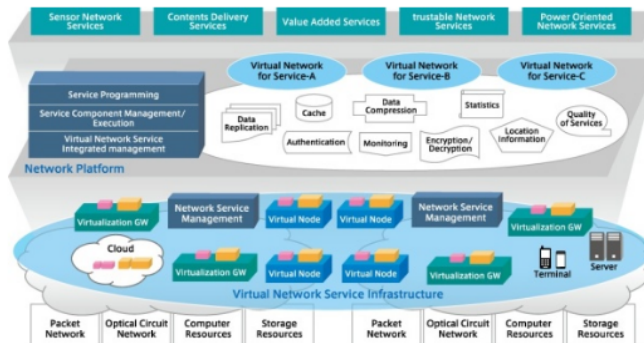 Sensor Network
Services
Contents Delivery
Services
Value Added
Services
trustable Network
Services
Power Oriented
Network Services
Virtual Network
for Service-A
Virtual Network
for Service-B
Virtual Network
for Service-C
Service Programming
Service Component Management/
Execution
Virtual Network Service
Integrated management
Network Platform
Data
Replication
Cache
Data
Compression
Statistics
Authentication
Monitoring
Encryption/
Decryption
Location
Information
Quality
of Services
Virtualization GW
Network Service
Management
Virtual Node
Virtual Node
Network Service
Management
Virtualization GW
Cloud
Virtualization GW
Virtual Node
Virtual Node
Virtualization GW
Terminal
Server
Virtual Network Service Infrastructure
Packet
Network
Optical Circuit
Network
Computer
Resources
Storage
Resources
Packet
Network
Optical Circuit
Network
Computer
Resources
Storage
Resources